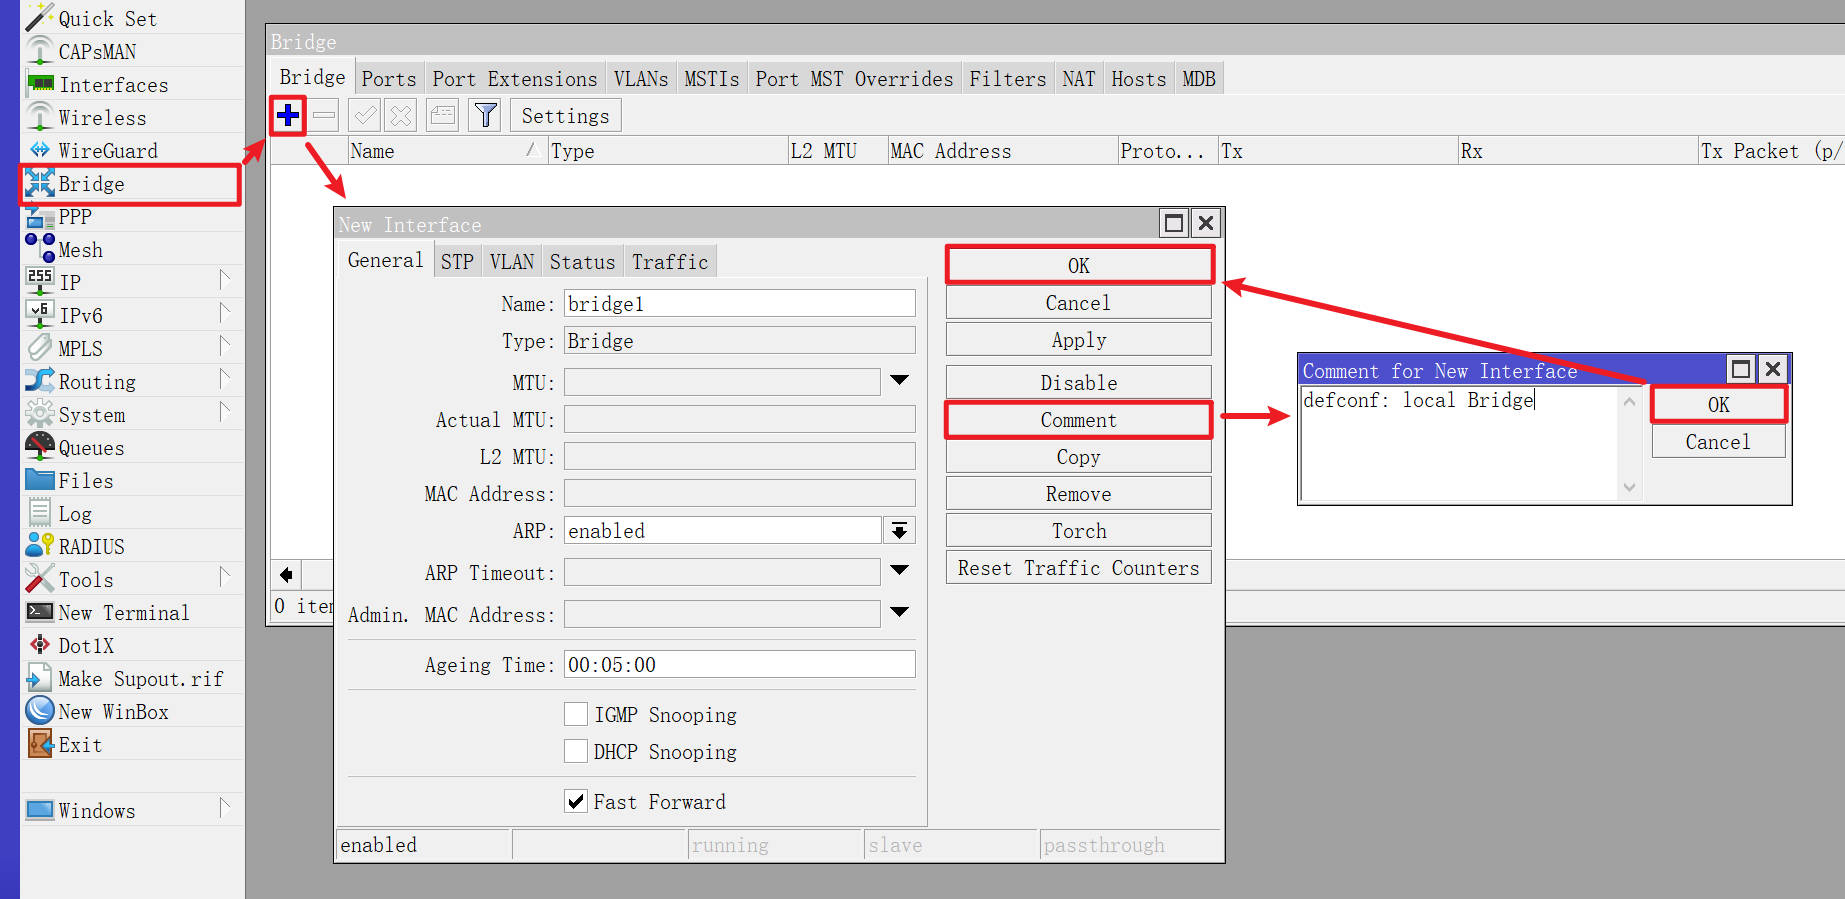 Quick Set
CAPsMAN
Interfaces
Wireless
WireGuard
Bridge
PPP
Mesh
255
IP
v6
IPv6
MPLS
Routing
System
Queues
Files
Log
RADIUS
Tools
New Terminal
Dot1X
Make Supout.rif
New WinBox
Exit
Windows
Bridge
Bridge Ports Port Extensions VLANs MSTIs Port MST Overrides Filters NAT Hosts MDB
Settings
Name Type L2 MTU MAC Address Proto... Tx Rx Tx Packet (p/
0 iter
New Interface
General STP VLAN Status Traffic
Name: bridge1
Type: Bridge
MTU:
Actual MTU:
L2 MTU:
MAC Address:
ARP: enabled
ARP Timeout:
Admin. MAC Address:
Ageing Time: 00:05:00
IGMP Snooping
DHCP Snooping
Fast Forward
enabled running slave passthrough
OK
Cancel
Apply
Disable
Comment
Copy
Remove
Torch
Reset Traffic Counters
Comment for New Interface
defconf: local Bridge
OK
Cancel